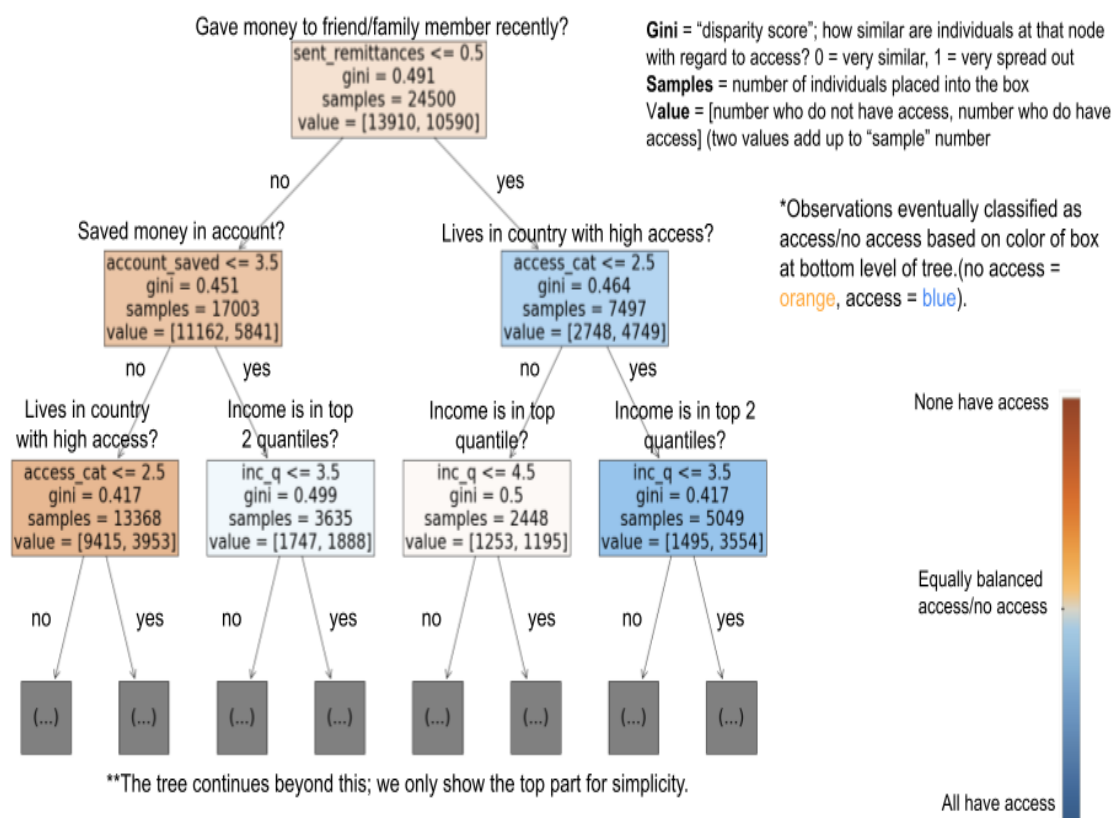 Gave money to friend/family member recently?
sent_remittances <= 0.5
gini = 0.491
samples = 24500
value = [13910, 10590]
Gini = “disparity score”; how similar are individuals at that node
with regard to access? 0 = very similar, 1 = very spread out
Samples = number of individuals placed into the box
Value = [number who do not have access, number who do have
access] (two values add up to “sample” number
no
yes
*Observations eventually classified as
access/no access based on color of box
at bottom level of tree.(no access =
orange, access = blue).
Saved money in account?
account_saved <= 3.5
gini = 0.451
samples = 17003
value = [11162, 5841]
Lives in country with high access?
access_cat <= 2.5
gini = 0.464
samples = 7497
value = [2748, 4749]
no
yes
no
yes
Lives in country
with high access?
access_cat <= 2.5
gini = 0.417
samples = 13368
value = [9415, 3953]
Income is in top
2 quantiles?
inc_q <= 3.5
gini = 0.499
samples = 3635
value = [1747, 1888]
Income is in top
quantile?
inc_q <= 4.5
gini = 0.5
samples = 2448
value = [1253, 1195]
Income is in top 2
quantiles?
inc_q <= 3.5
gini = 0.417
samples = 5049
value = [1495, 3554]
no
yes
no
yes
no
yes
no
yes
(...)
(...)
(...)
(...)
(...)
(...)
(...)
(...)
**The tree continues beyond this; we only show the top part for simplicity.
None have access
Equally balanced
access/no access
All have access